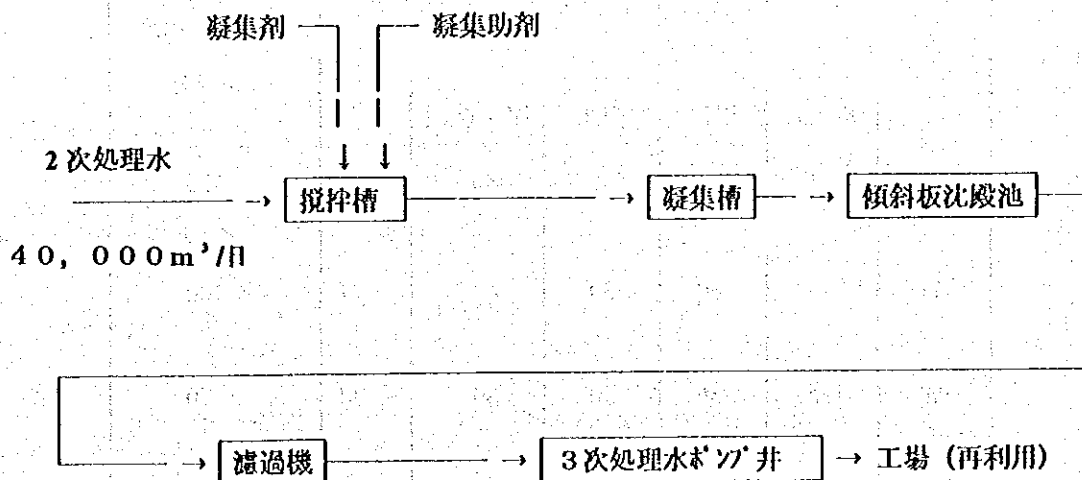 凝集剤 凝集助剤
2次処理水
撹拌槽 凝集槽 傾斜板沈殿池
40,000m³/日
濾過機 3次処理水ポンプ井 工場(再利用)